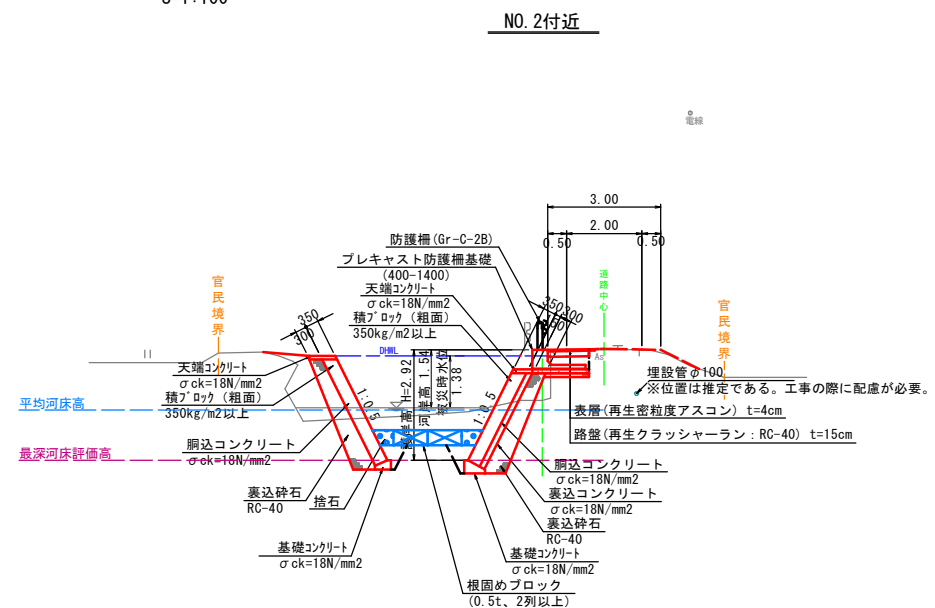 NO.2付近
電線
3.00
0.50
2.00
0.50
防護柵(Gr-C-2B)
プレキャスト防護柵基礎
(400-1400)
天端コンクリート
σck=18N/mm2
積ブロック(粗面)
350kg/m2以上
道路中心
官民境界
官民境界
350
300
350
300
DHWL
As
天端コンクリート
σck=18N/mm2
積ブロック(粗面)
350kg/m2以上
1:0.5
1:0.5
H=2.92
河岸高 1.54
被災時水位
1.38
埋設管φ100
※位置は推定である。工事の際に配慮が必要。
平均河床高
表層(再生密粒度アスコン) t=4cm
路盤(再生クラッシャーラン:RC-40) t=15cm
最深河床評価高
胴込コンクリート
σck=18N/mm2
胴込コンクリート
σck=18N/mm2
裏込砕石
RC-40
捨石
裏込コンクリート
σck=18N/mm2
裏込砕石
RC-40
基礎コンクリート
σck=18N/mm2
基礎コンクリート
σck=18N/mm2
根固めブロック
(0.5t、2列以上)